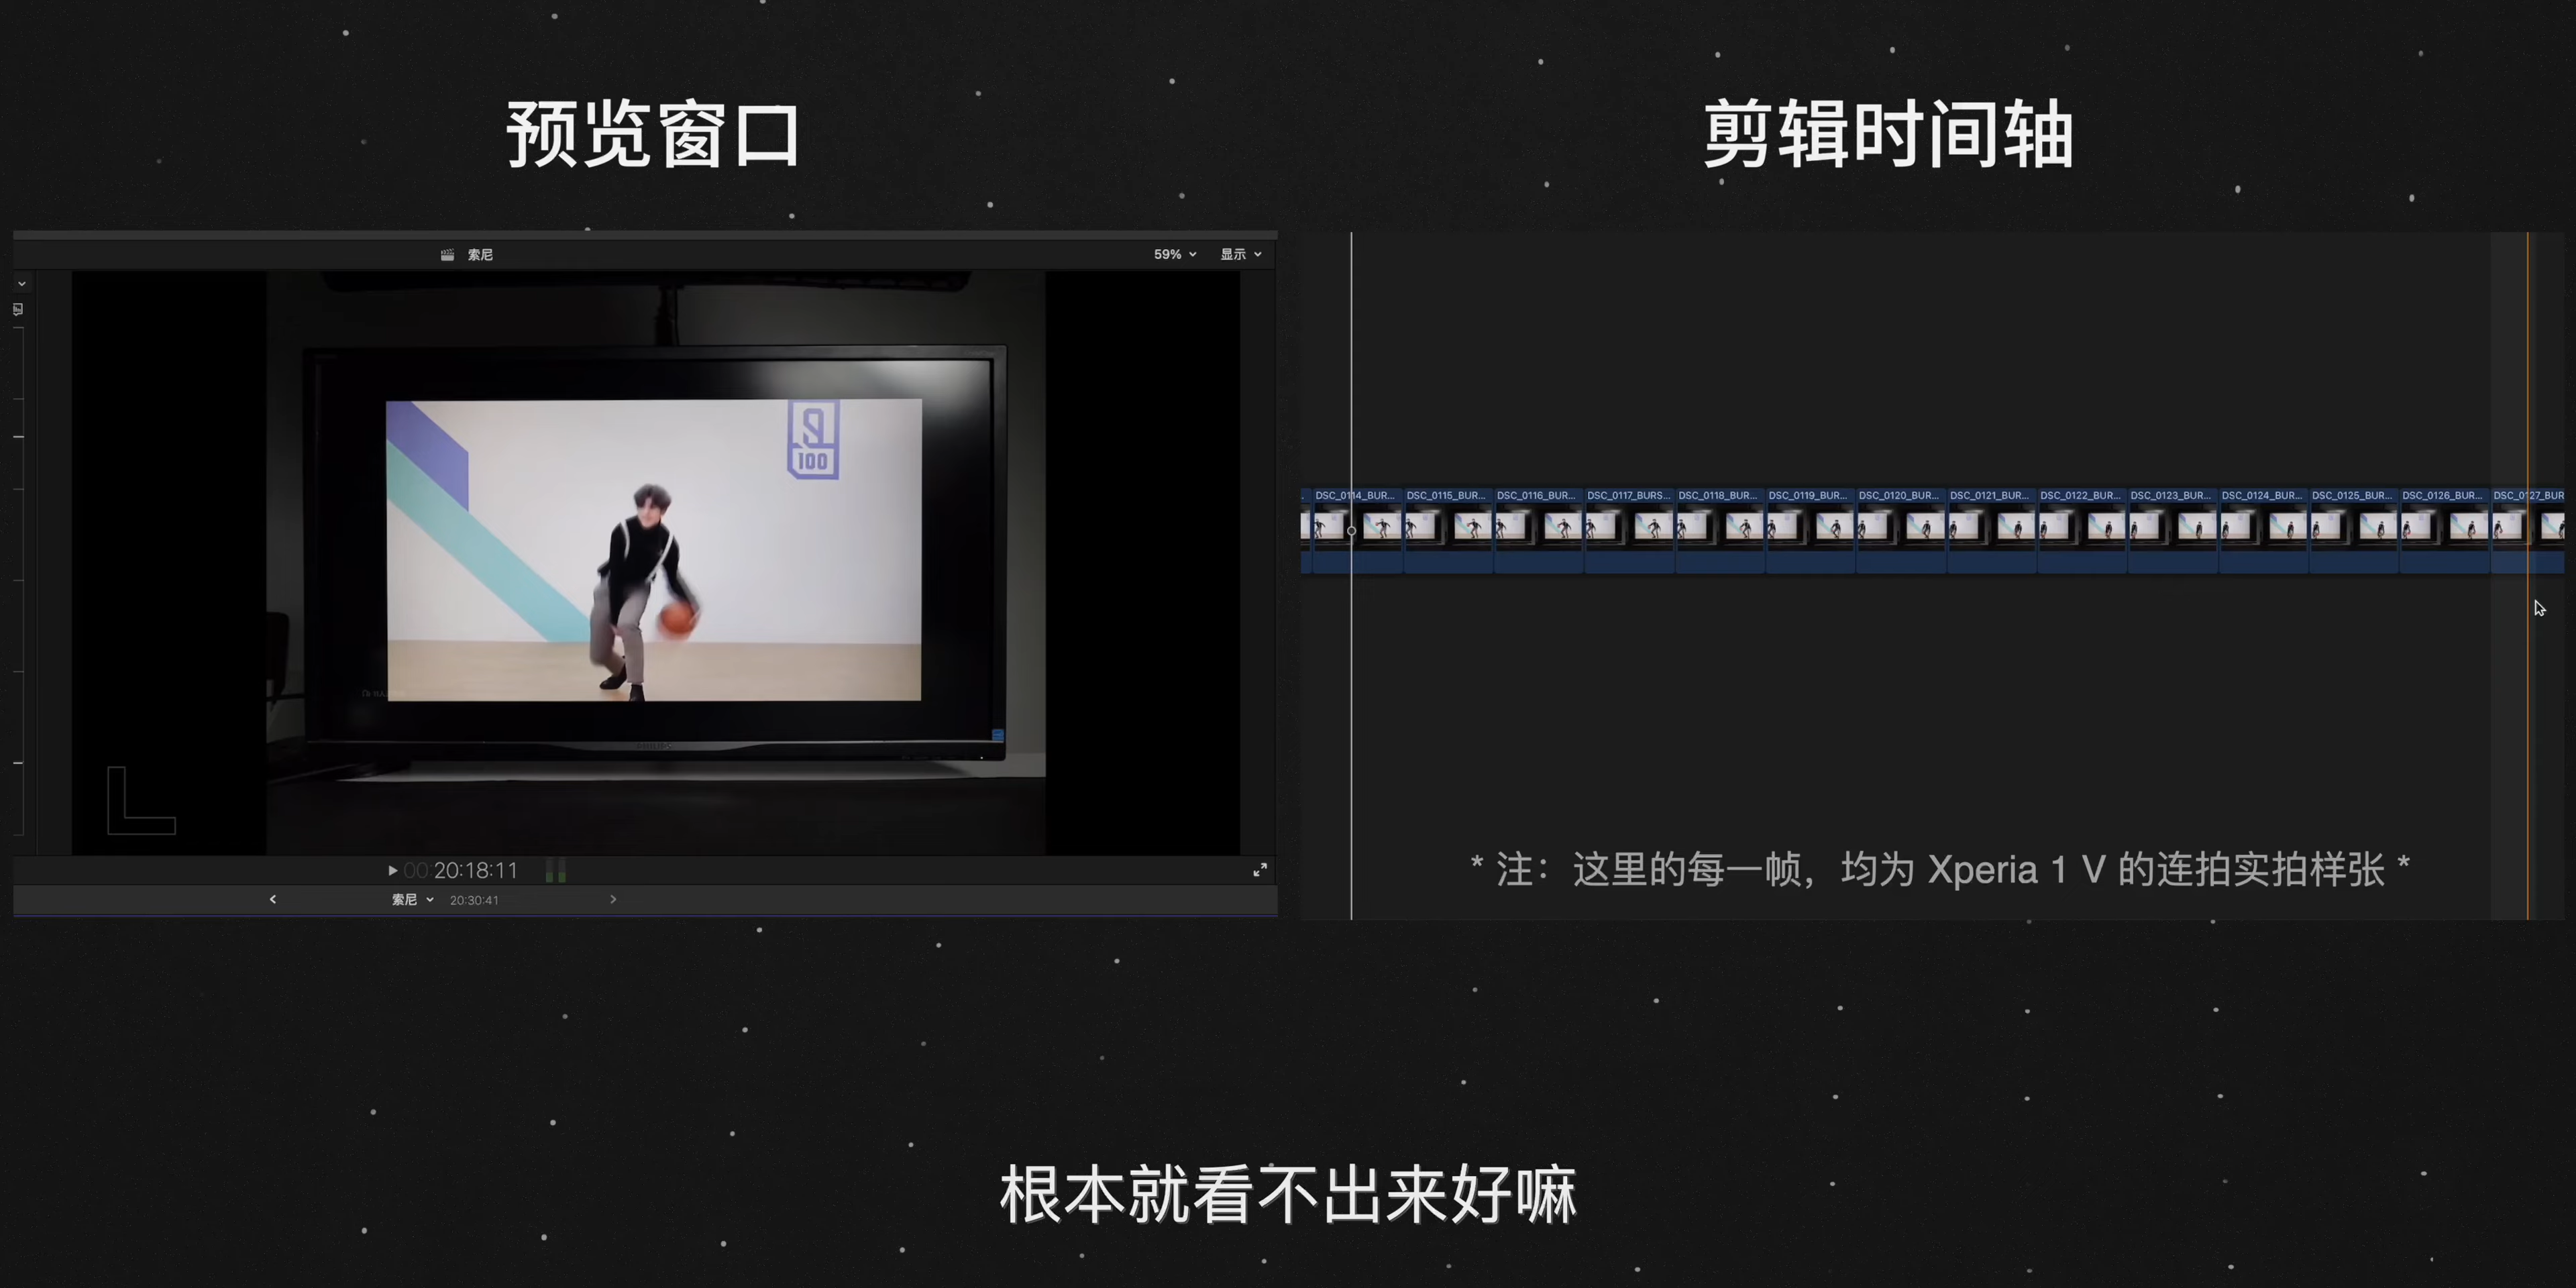 预览窗口
剪辑时间轴
索尼
59%
显示
100
00:20:18:11
索尼
20:30:41
DSC_0114_BUR...
DSC_0115_BUR...
DSC_0116_BUR...
DSC_0117_BURS...
DSC_0118_BUR...
DSC_0119_BUR...
DSC_0120_BUR...
DSC_0121_BUR...
DSC_0122_BUR...
DSC_0123_BUR...
DSC_0124_BUR...
DSC_0125_BUR...
DSC_0126_BUR...
DSC_0127_BUR
* 注：这里的每一帧，均为 Xperia 1 V 的连拍实拍样张 *
根本就看不出来好嘛